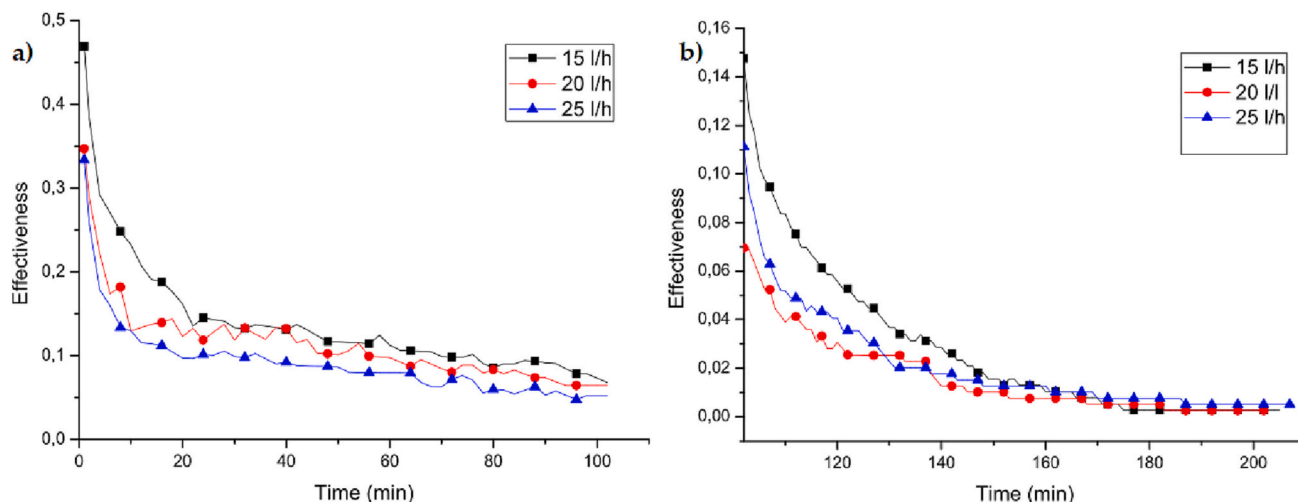 a)
0,5
0,4
0,3
0,2
0,1
0,0
Effectiveness
15 l/h
20 l/h
25 l/h
0
20
40
60
80
100
Time (min)
b)
0,16
0,14
0,12
0,10
0,08
0,06
0,04
0,02
0,00
Effectiveness
15 l/h
20 l/l
25 l/h
120
140
160
180
200
Time (min)